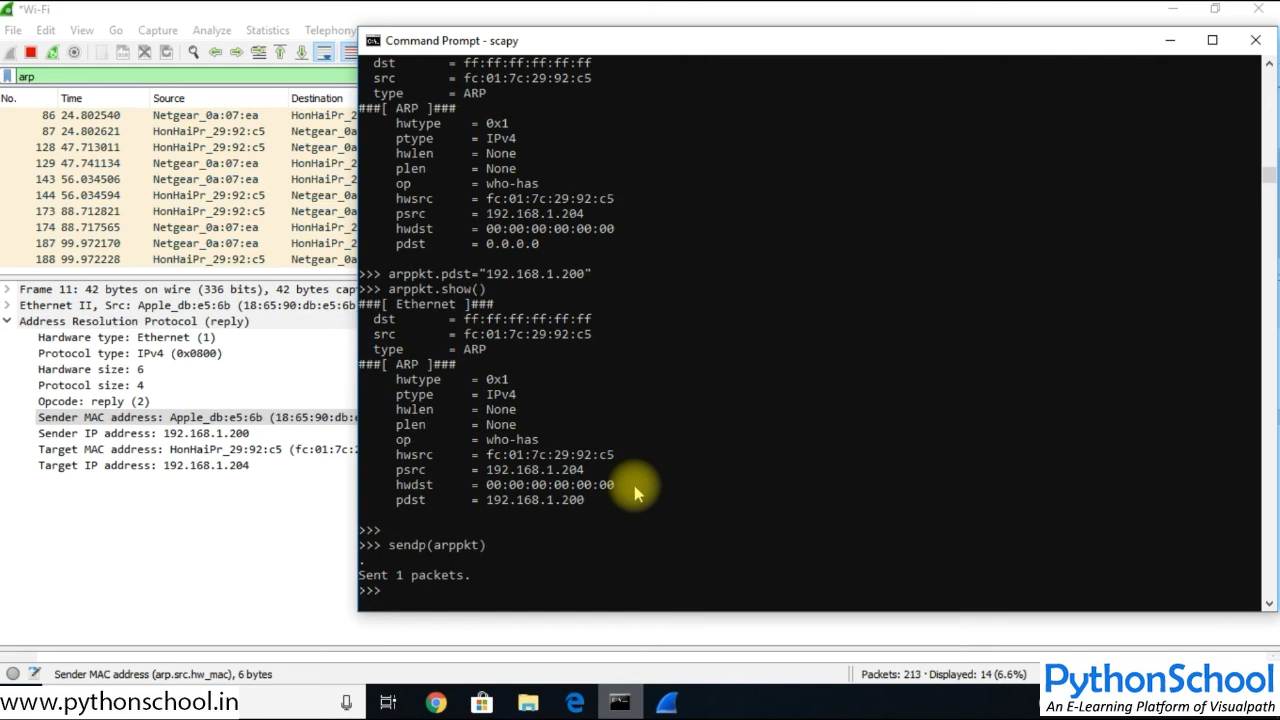 *Wi-Fi
File Edit View Go Capture Analyze Statistics Telephony
arp
No. Time Source Destination
86 24.802540 Netgear_0a:07:ea HonHaiPr_
87 24.802621 HonHaiPr_29:92:c5 Netgear_0a
128 47.713011 HonHaiPr_29:92:c5 Netgear_0a
129 47.741134 Netgear_0a:07:ea HonHaiPr_
143 56.034506 Netgear_0a:07:ea HonHaiPr_
144 56.034594 HonHaiPr_29:92:c5 Netgear_0a
173 88.712821 HonHaiPr_29:92:c5 Netgear_0a
174 88.717565 Netgear_0a:07:ea HonHaiPr_
187 99.972170 Netgear_0a:07:ea HonHaiPr_
188 99.972228 HonHaiPr_29:92:c5 Netgear_0a
Frame 11: 42 bytes on wire (336 bits), 42 bytes cap
Ethernet II, Src: Apple_db:e5:6b (18:65:90:db:e5:6b
Address Resolution Protocol (reply)
Hardware type: Ethernet (1)
Protocol type: IPv4 (0x0800)
Hardware size: 6
Protocol size: 4
Opcode: reply (2)
Sender MAC address: Apple_db:e5:6b (18:65:90:db:e
Sender IP address: 192.168.1.200
Target MAC address: HonHaiPr_29:92:c5 (fc:01:7c:2
Target IP address: 192.168.1.204
Command Prompt - scapy
dst = ff:ff:ff:ff:ff:ff
src = fc:01:7c:29:92:c5
type = ARP
###[ ARP ]###
hwtype = 0x1
ptype = IPv4
hwlen = None
plen = None
op = who-has
hwsrc = fc:01:7c:29:92:c5
psrc = 192.168.1.204
hwdst = 00:00:00:00:00:00
pdst = 0.0.0.0
>>> arppkt.pdst="192.168.1.200"
>>> arppkt.show()
###[ Ethernet ]###
dst = ff:ff:ff:ff:ff:ff
src = fc:01:7c:29:92:c5
type = ARP
###[ ARP ]###
hwtype = 0x1
ptype = IPv4
hwlen = None
plen = None
op = who-has
hwsrc = fc:01:7c:29:92:c5
psrc = 192.168.1.204
hwdst = 00:00:00:00:00:00
pdst = 192.168.1.200
>>>
>>> sendp(arppkt)
.
Sent 1 packets.
>>>
Sender MAC address (arp.src.hw_mac), 6 bytes
Packets: 213 · Displayed: 14 (6.6%)
www.pythonschool.in
PythonSchool
An E-Learning Platform of Visualpath